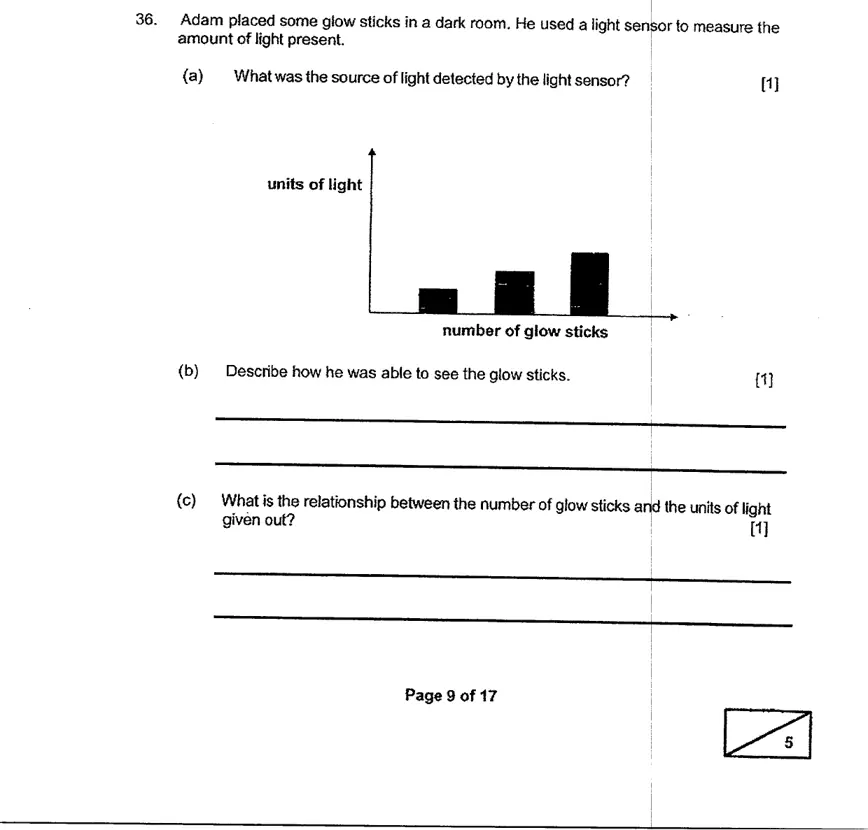 36. Adam placed some glow sticks in a dark room. He used a light sensor to measure the
amount of light present.
(a) What was the source of light detected by the light sensor? [1]
units of light
number of glow sticks
(b) Describe how he was able to see the glow sticks. [1]
(c) What is the relationship between the number of glow sticks and the units of light
given out? [1]
Page 9 of 17
5